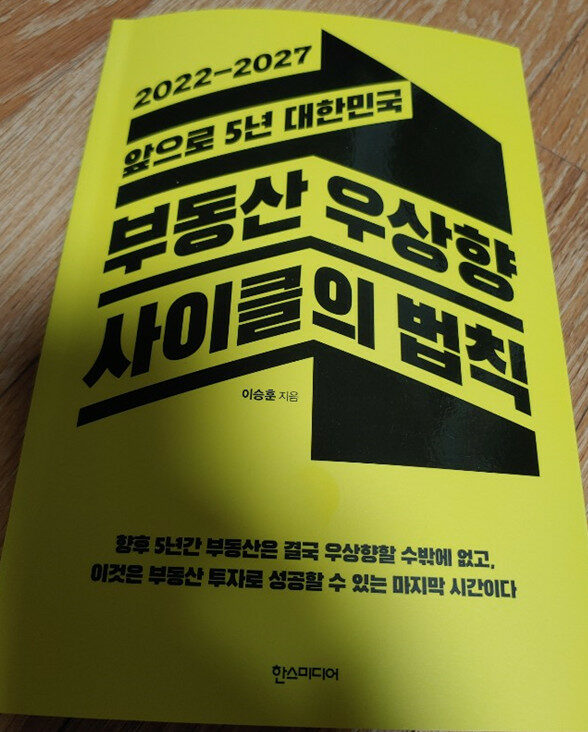 2022–2027
앞으로 5년 대한민국
부동산 우상향
사이클의 법칙
이승훈 지음
향후 5년간 부동산은 결국 우상향할 수밖에 없고,
이것은 부동산 투자로 성공할 수 있는 마지막 시간이다
한스미디어